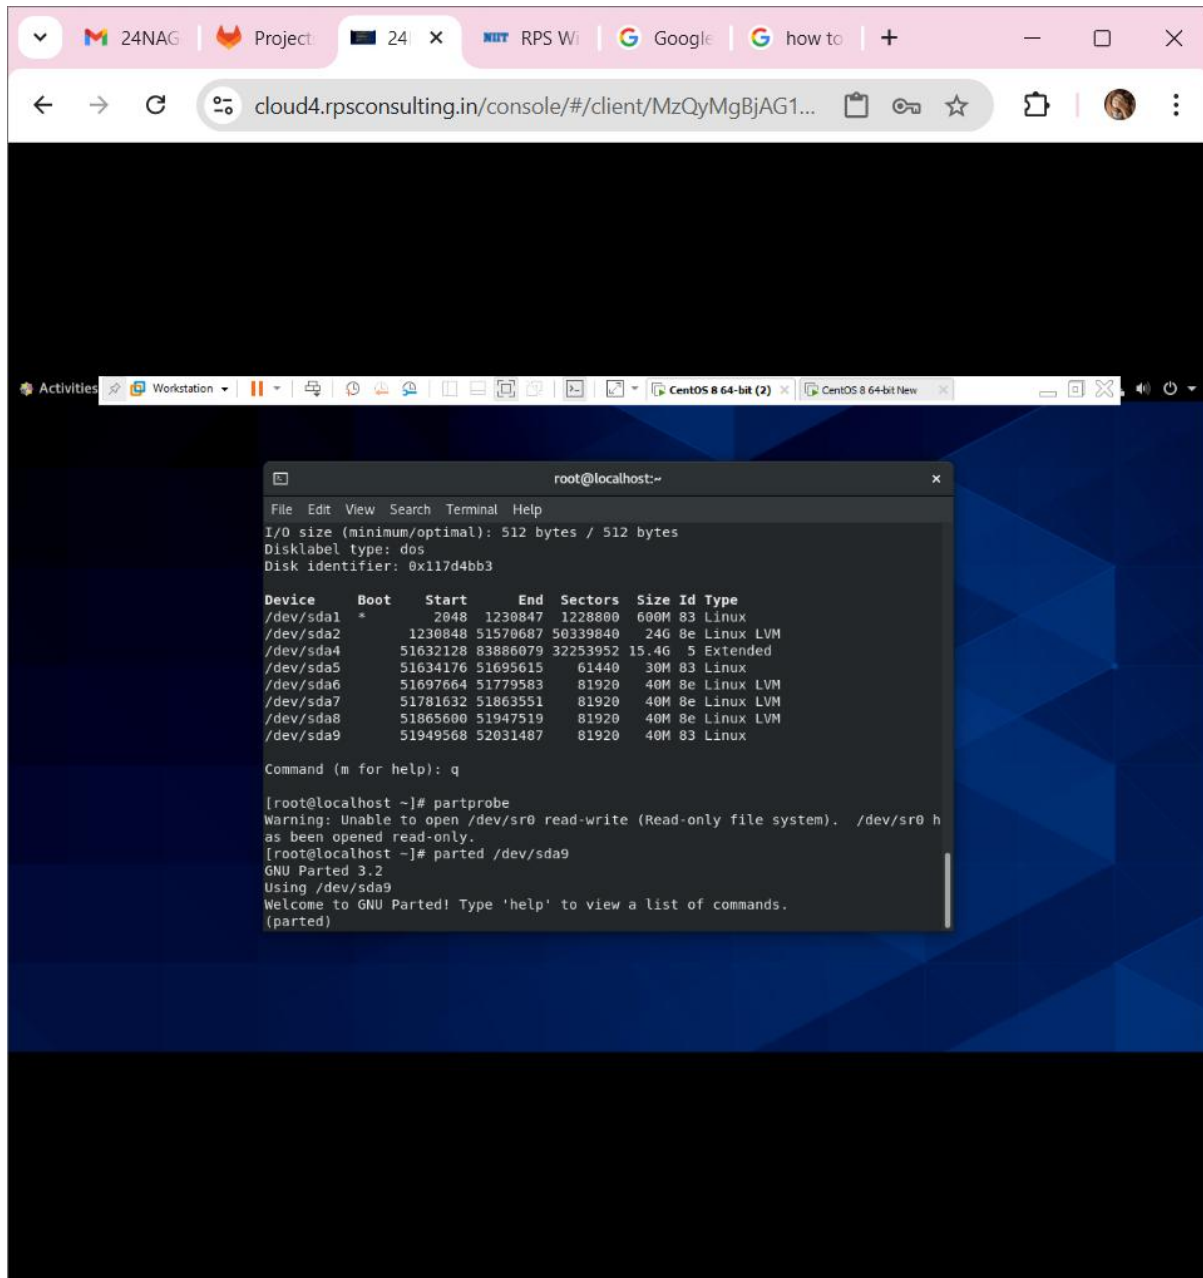 24NAG
Project
24
NIIT RPS Wi
Google
how to
cloud4.rpsconsulting.in/console/#/client/MzQyMgBjAG1...
Activities
Workstation
CentOS 8 64-bit (2)
CentOS 8 64-bit New
root@localhost:~
File Edit View Search Terminal Help
I/O size (minimum/optimal): 512 bytes / 512 bytes
Disklabel type: dos
Disk identifier: 0x117d4bb3
Device Boot Start End Sectors Size Id Type
/dev/sda1 * 2048 1230847 1228800 600M 83 Linux
/dev/sda2 1230848 51570687 50339840 24G 8e Linux LVM
/dev/sda4 51632128 83886079 32253952 15.4G 5 Extended
/dev/sda5 51634176 51695615 61440 30M 83 Linux
/dev/sda6 51697664 51779583 81920 40M 8e Linux LVM
/dev/sda7 51781632 51863551 81920 40M 8e Linux LVM
/dev/sda8 51865600 51947519 81920 40M 8e Linux LVM
/dev/sda9 51949568 52031487 81920 40M 83 Linux
Command (m for help): q
[root@localhost ~]# partprobe
Warning: Unable to open /dev/sr0 read-write (Read-only file system).  /dev/sr0 h
as been opened read-only.
[root@localhost ~]# parted /dev/sda9
GNU Parted 3.2
Using /dev/sda9
Welcome to GNU Parted! Type 'help' to view a list of commands.
(parted)